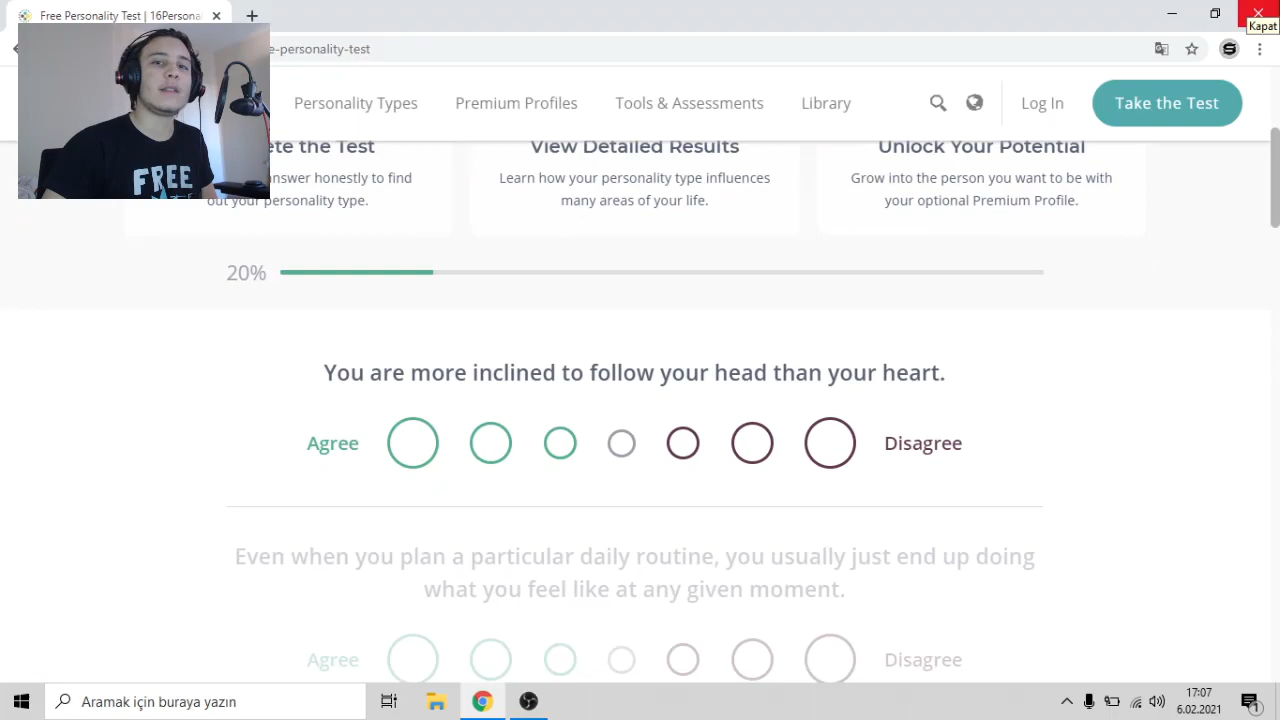 Free Personality Test | 16Persona
Kapat
e-personality-test
Personality Types
Premium Profiles
Tools & Assessments
Library
Log In
Take the Test
ete the Test
answer honestly to find
out your personality type.
View Detailed Results
Learn how your personality type influences
many areas of your life.
Unlock Your Potential
Grow into the person you want to be with
your optional Premium Profile.
FREE
20%
You are more inclined to follow your head than your heart.
Agree
Disagree
Even when you plan a particular daily routine, you usually just end up doing
what you feel like at any given moment.
Agree
Disagree
Aramak için buraya yazın
17:07
6.02.2021
1